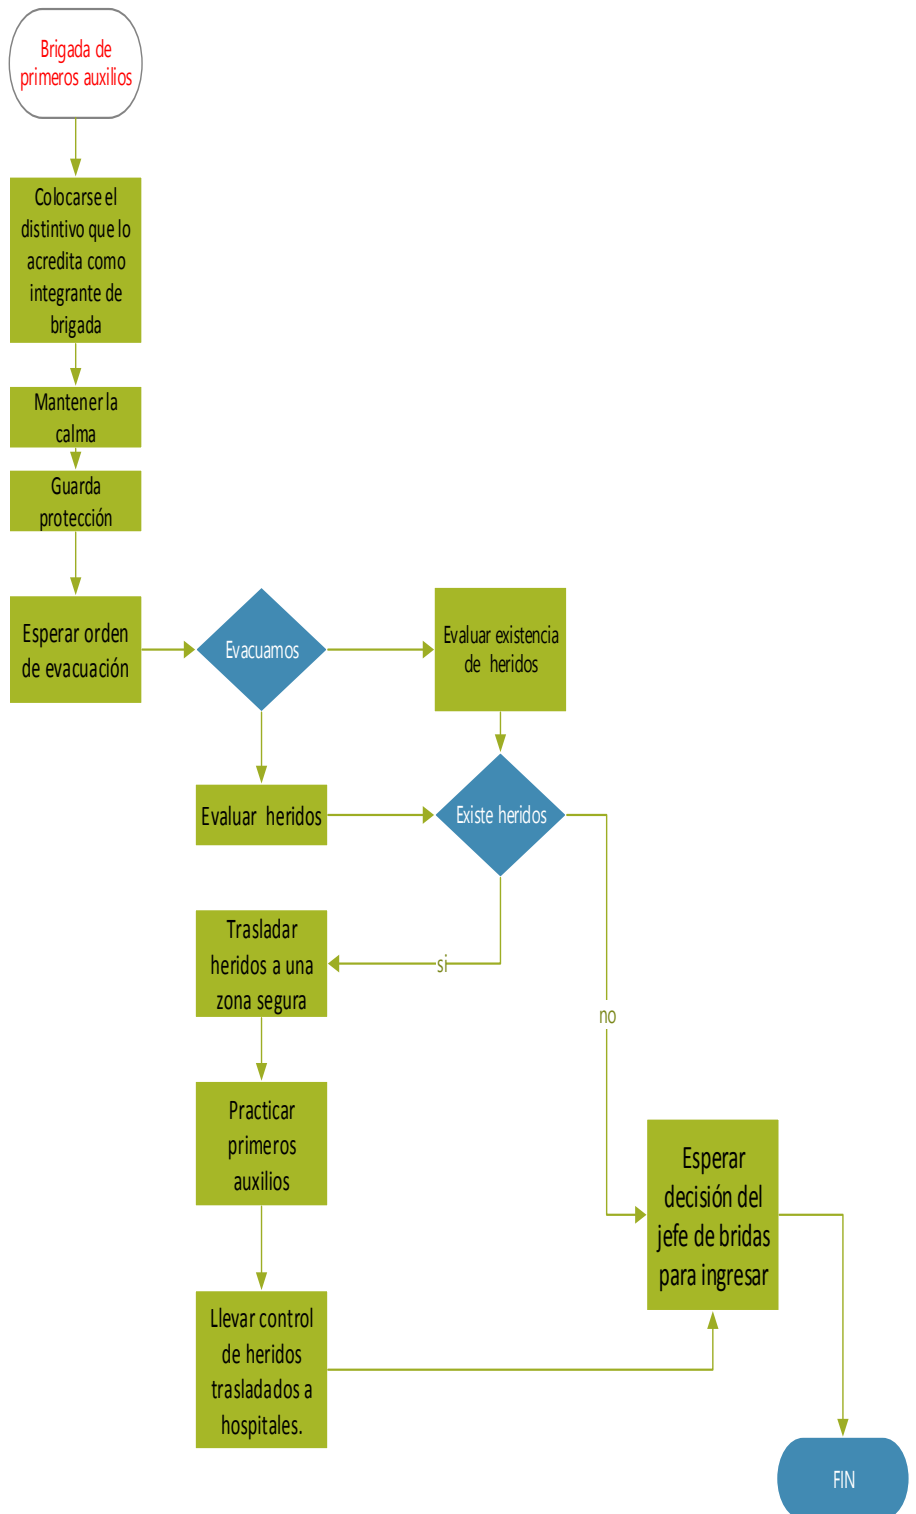 Brigada de
primeros auxilios
Colocarse el
distintivo que lo
acredita como
integrante de
brigada
Mantener la
calma
Guarda
protección
Esperar orden
de evacuación
Evacuamos
Evaluar existencia
de heridos
Evaluar heridos
Existe heridos
Trasladar
heridos a una
zona segura
si
no
Practicar
primeros
auxilios
Esperar
decisión del
jefe de bridas
para ingresar
Llevar control
de heridos
trasladados a
hospitales.
FIN